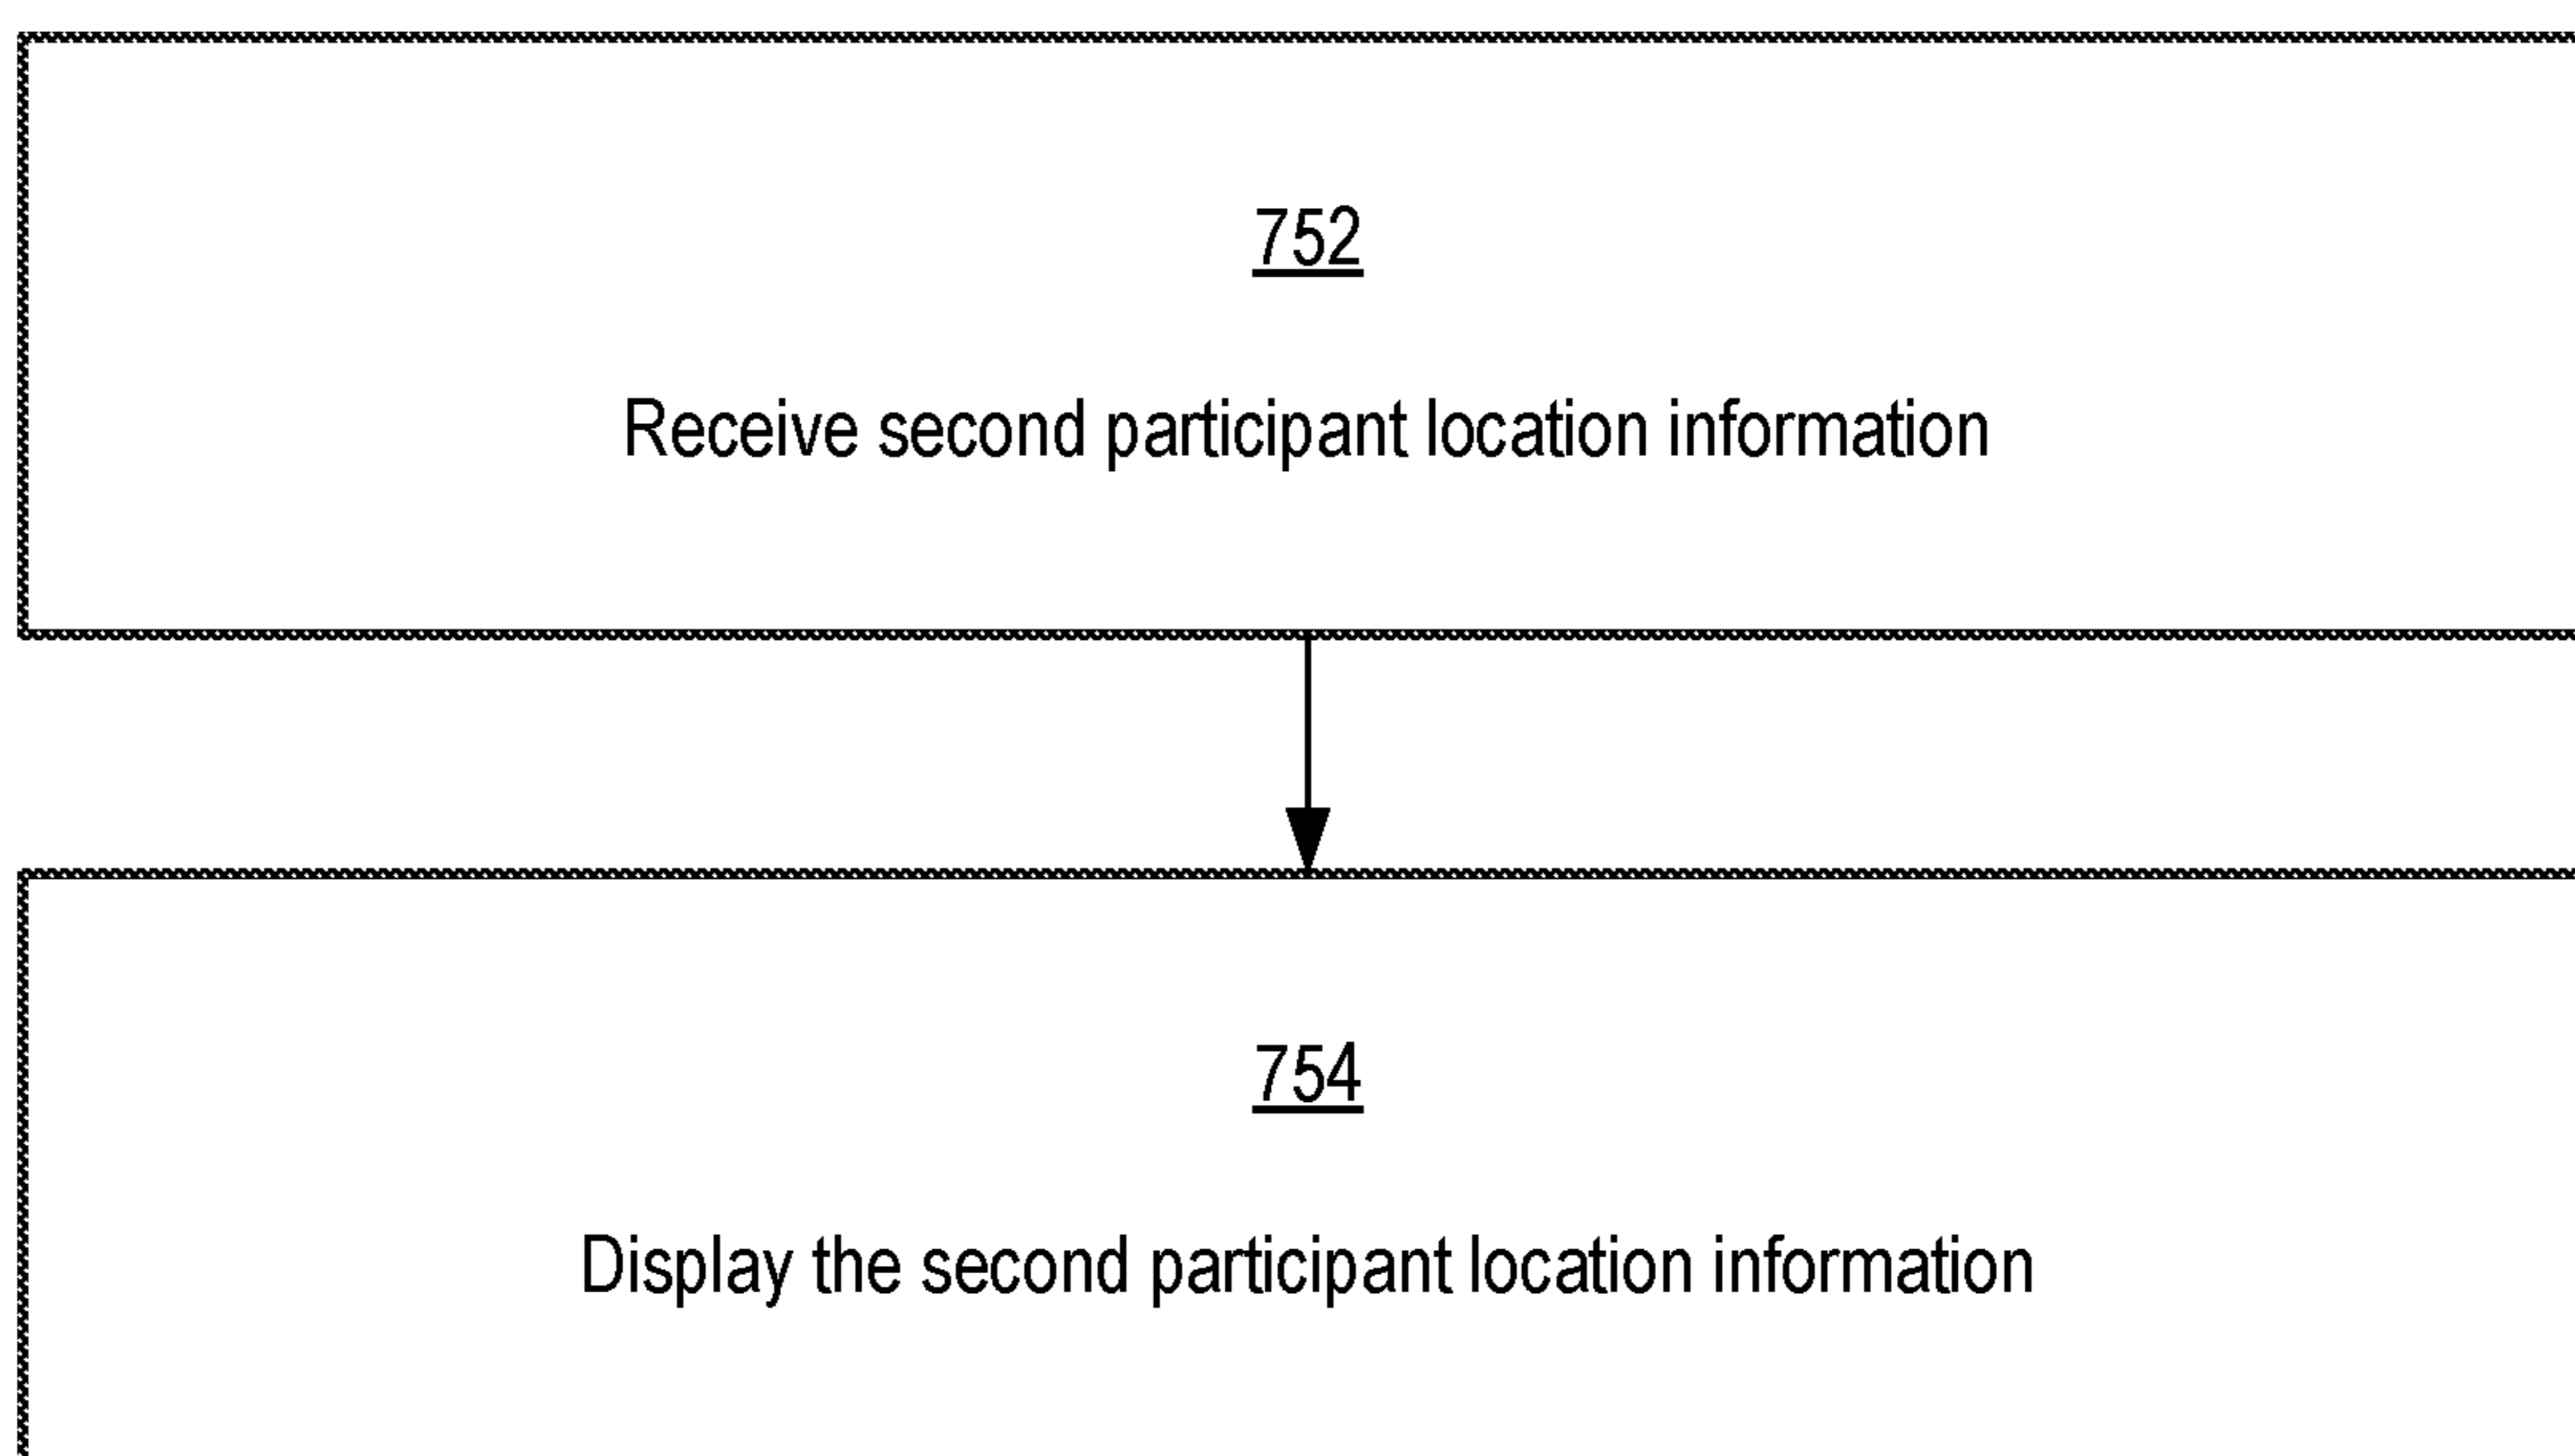 752
Receive second participant location information
754
Display the second participant location information